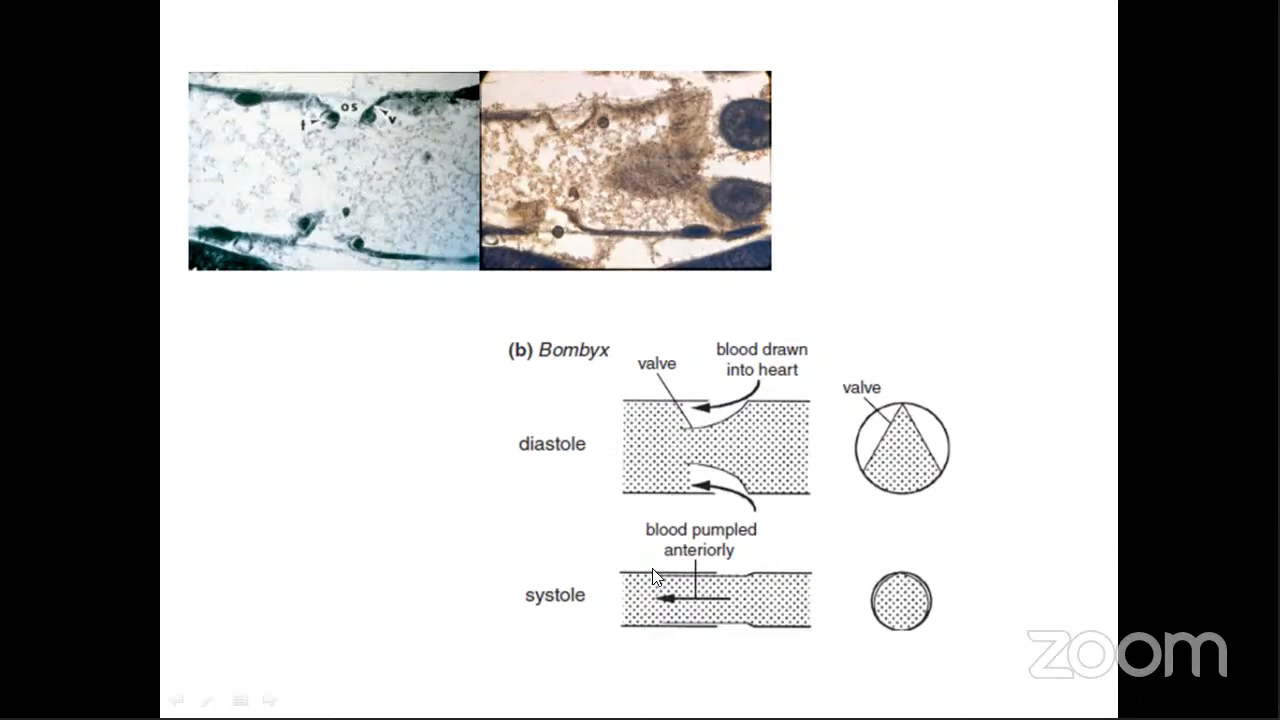 os
v
(b) Bombyx
valve
blood drawn
into heart
valve
diastole
blood pumpled
anteriorly
systole
zoom